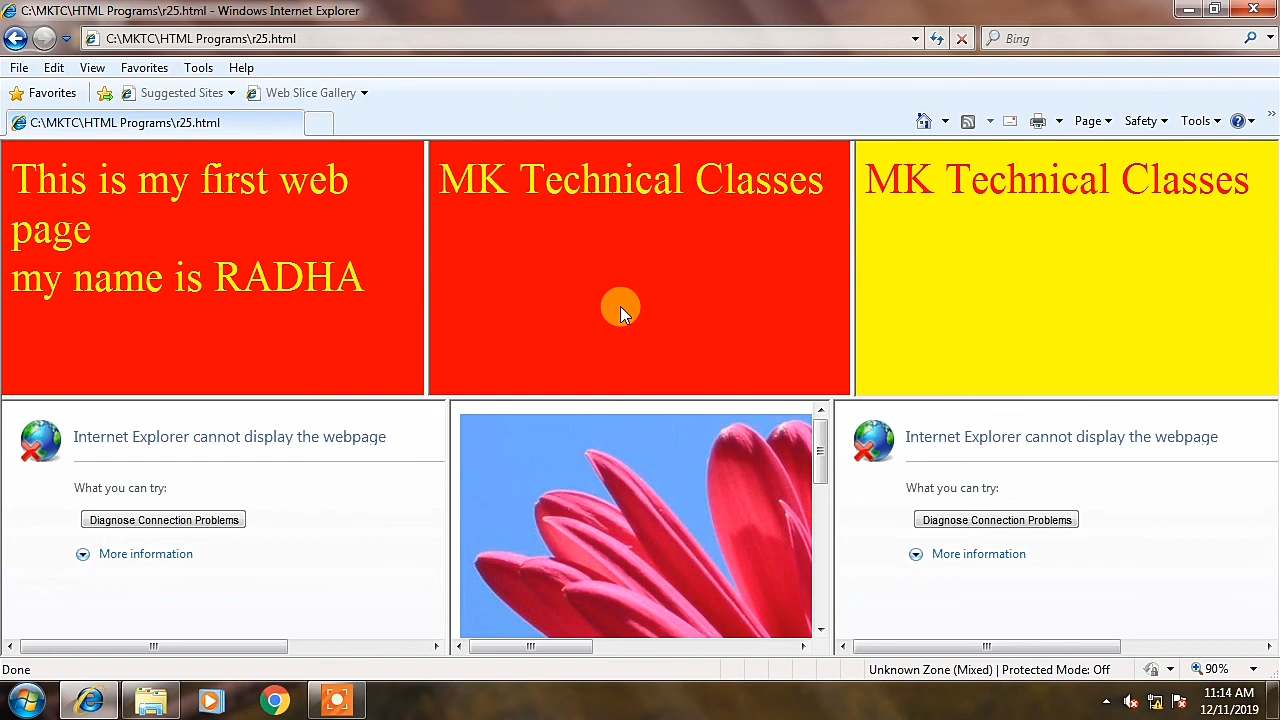 C:\MKTC\HTML Programs\r25.html - Windows Internet Explorer
C:\MKTC\HTML Programs\r25.html
Bing
File Edit View Favorites Tools Help
Favorites Suggested Sites Web Slice Gallery
C:\MKTC\HTML Programs\r25.html
Page Safety Tools
This is my first web
page
my name is RADHA
MK Technical Classes
MK Technical Classes
Internet Explorer cannot display the webpage
What you can try:
Diagnose Connection Problems
More information
Internet Explorer cannot display the webpage
What you can try:
Diagnose Connection Problems
More information
Done
Unknown Zone (Mixed) | Protected Mode: Off
90%
11:14 AM
12/11/2019